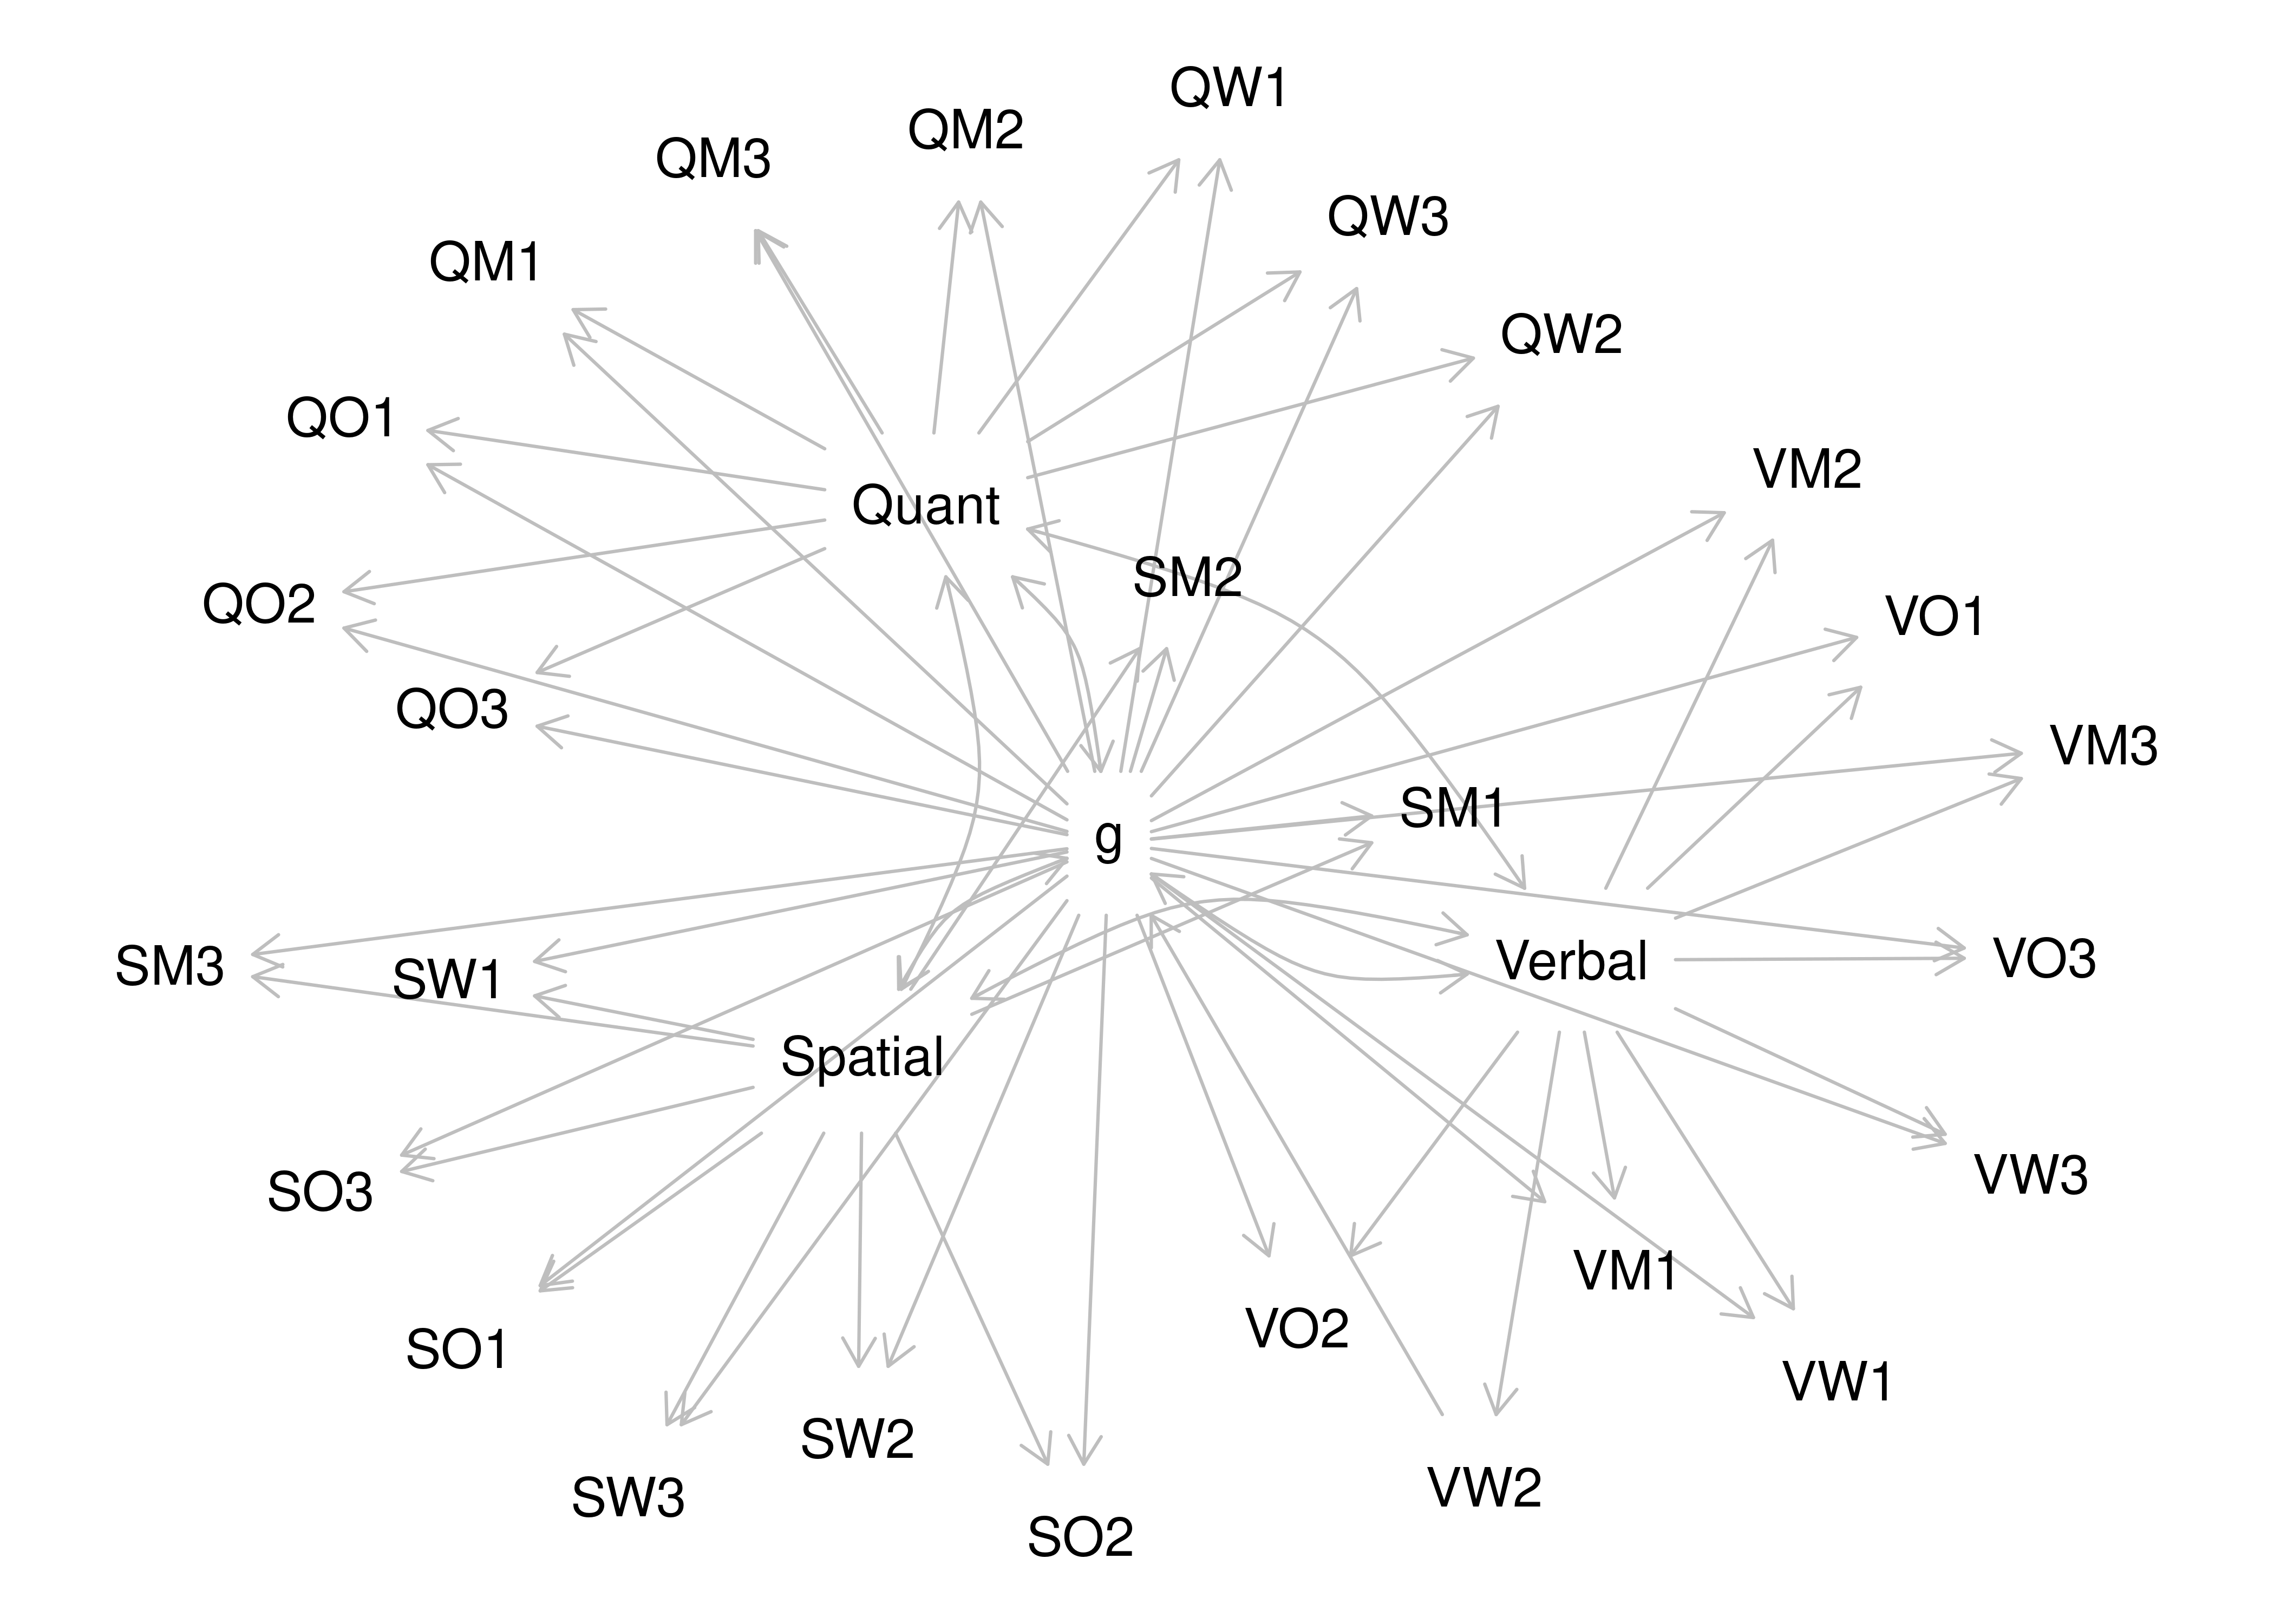 QW1
QM2
QM3
QW3
QM1
QW2
QO1
VM2
Quant
SM2
QO2
VO1
QO3
VM3
SM1
g
VO3
Verbal
SM3
SW1
Spatial
VW3
SO3
VM1
VO2
SO1
VW1
SW2
VW2
SW3
SO2